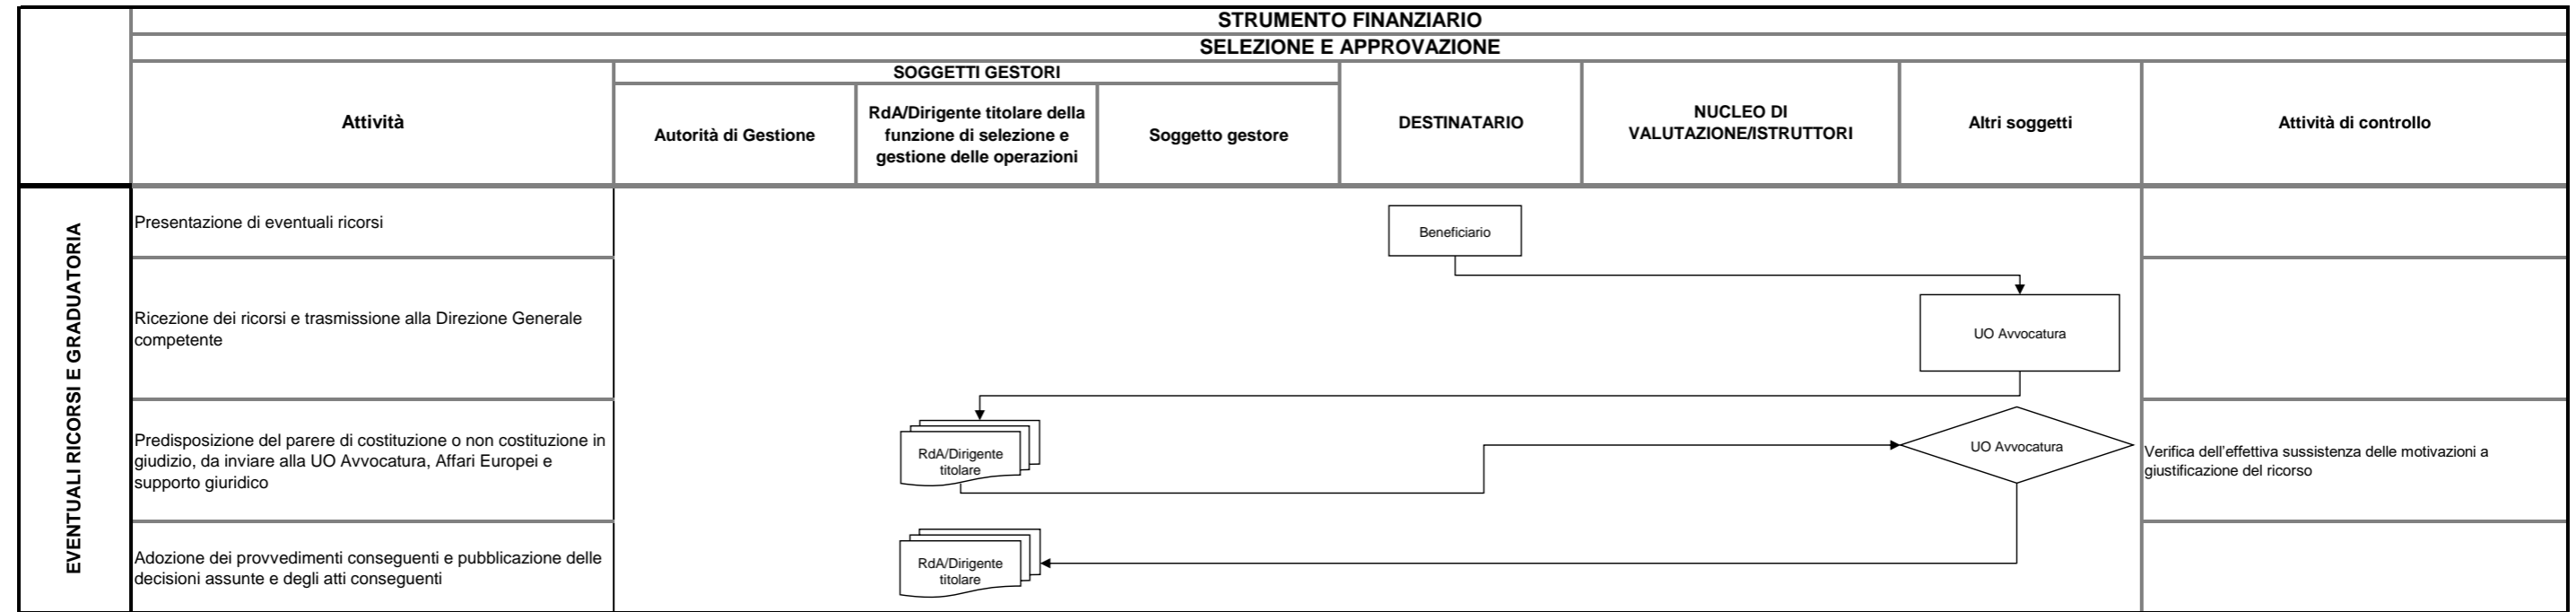 STRUMENTO FINANZIARIO
SELEZIONE E APPROVAZIONE
Attività
SOGGETTI GESTORI
Autorità di Gestione
RdA/Dirigente titolare della
funzione di selezione e
gestione delle operazioni
Soggetto gestore
DESTINATARIO
NUCLEO DI
VALUTAZIONE/ISTRUTTORI
Altri soggetti
Attività di controllo
EVENTUALI RICORSI E GRADUATORIA
Presentazione di eventuali ricorsi
Beneficiario
Ricezione dei ricorsi e trasmissione alla Direzione Generale
competente
UO Avvocatura
Predisposizione del parere di costituzione o non costituzione in
giudizio, da inviare alla UO Avvocatura, Affari Europei e
supporto giuridico
RdA/Dirigente
titolare
UO Avvocatura
Verifica dell'effettiva sussistenza delle motivazioni a
giustificazione del ricorso
Adozione dei provvedimenti conseguenti e pubblicazione delle
decisioni assunte e degli atti conseguenti
RdA/Dirigente
titolare